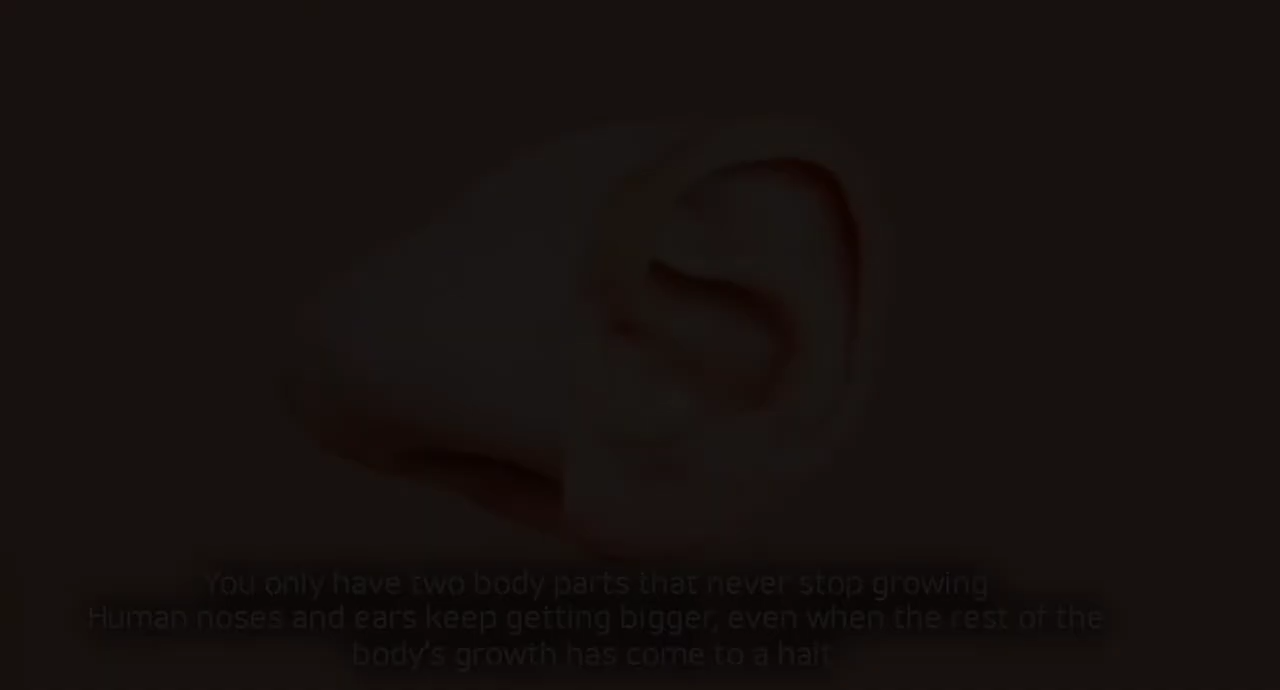 You only have two body parts that never stop growing
Human noses and ears keep getting bigger, even when the rest of the
body's growth has come to a halt